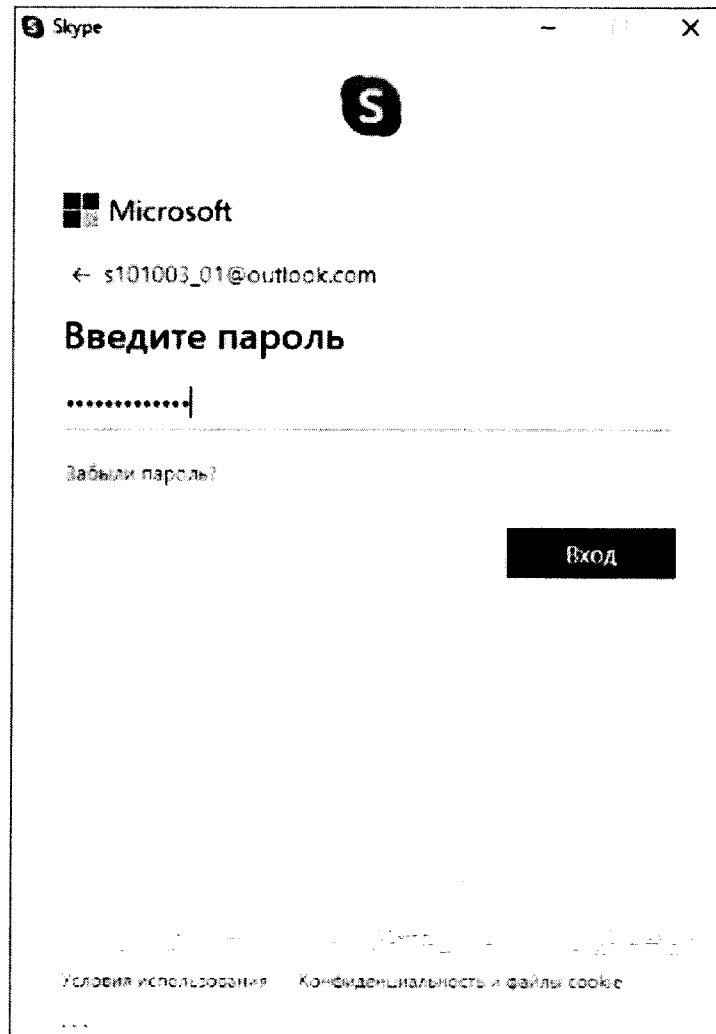 Skype
Microsoft
← s101003_01@outlook.com
Введите пароль
•••••••••••••
Забыли пароль?
Вход
Условия использования Конфиденциальность и файлы cookie
...